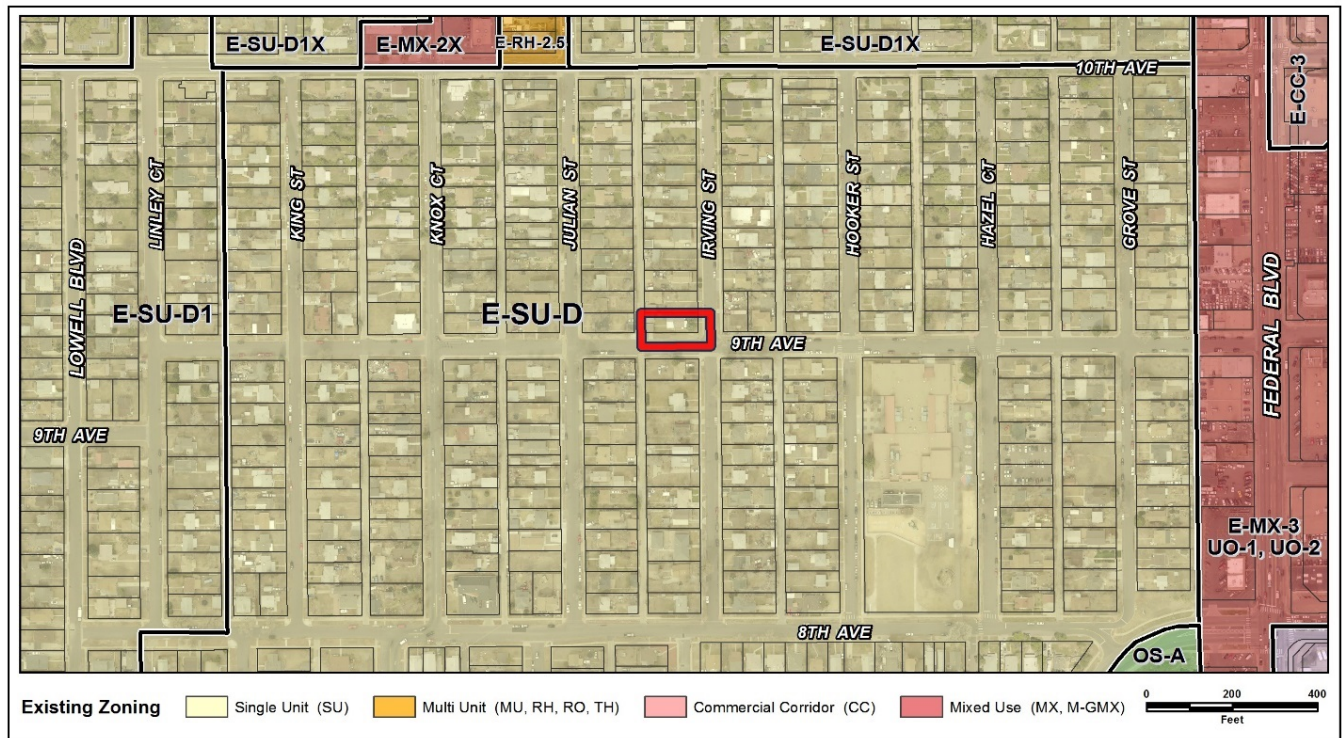 E-SU-D1X
E-MX-2X
E-RH-2.5
E-SU-D1X
10TH AVE
E-CC-3
LOWELL BLVD
LINLEY CT
KING ST
KNOX CT
JULIAN ST
IRVING ST
HOOKER ST
HAZEL CT
GROVE ST
FEDERAL BLVD
E-SU-D1
E-SU-D
9TH AVE
9TH AVE
E-MX-3
UO-1, UO-2
8TH AVE
OS-A
Existing Zoning
Single Unit (SU)
Multi Unit (MU, RH, RO, TH)
Commercial Corridor (CC)
Mixed Use (MX, M-GMX)
0 200 400
Feet